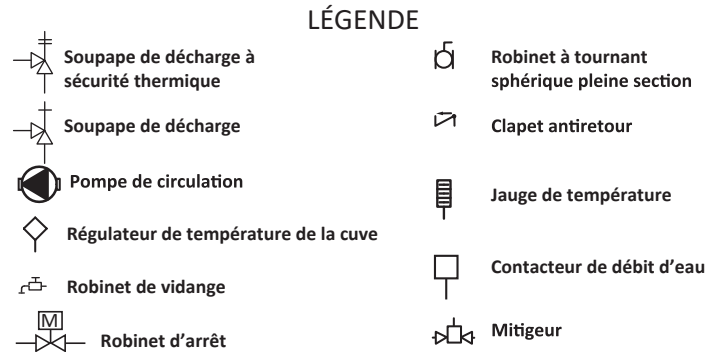 LÉGENDE
Soupape de décharge à
sécurité thermique
Soupape de décharge
Pompe de circulation
Régulateur de température de la cuve
Robinet de vidange
M
Robinet d’arrêt
Robinet à tournant
sphérique pleine section
Clapet antiretour
Jauge de température
Contacteur de débit d’eau
Mitigeur